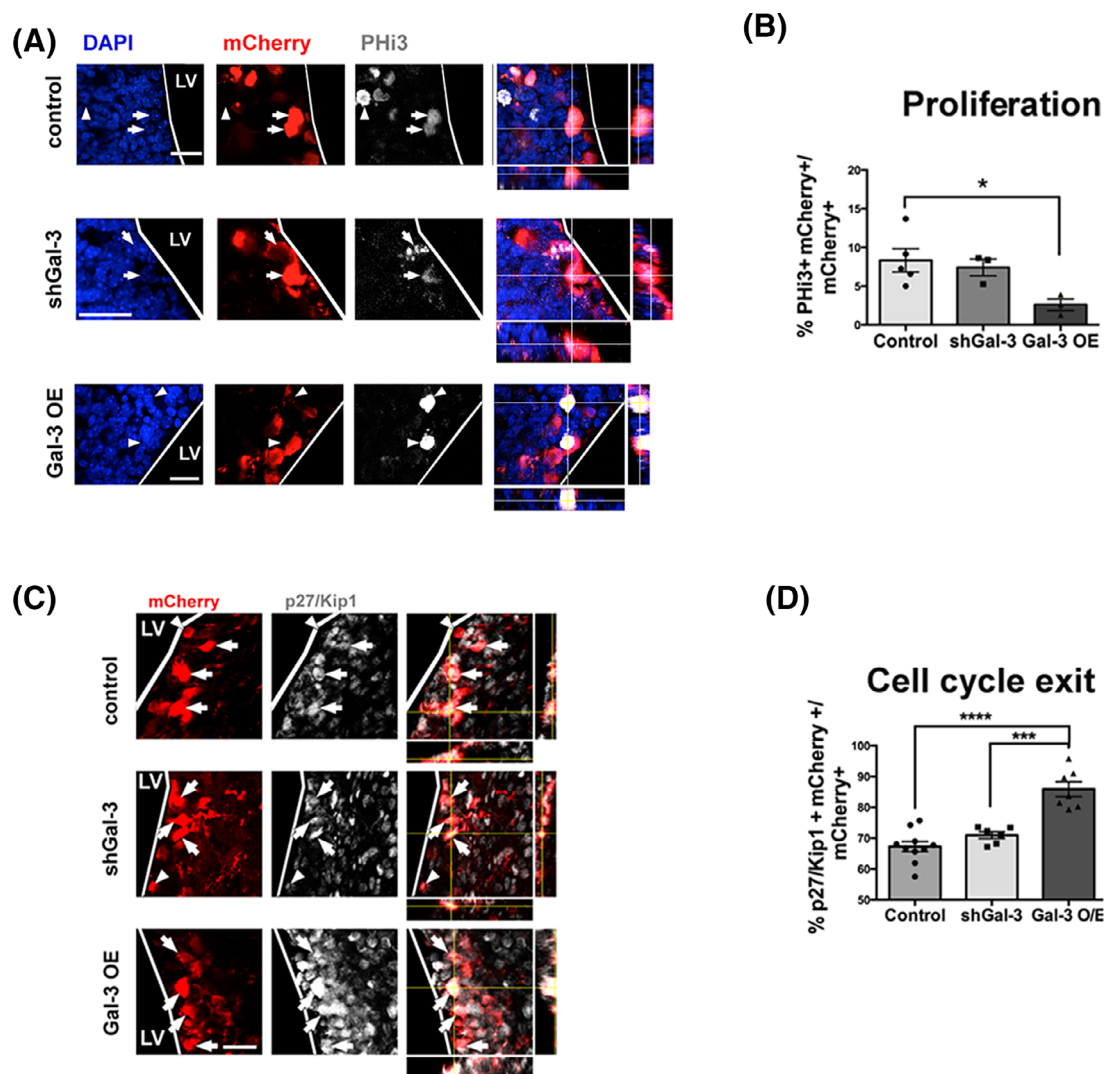 (A)
DAPI
mCherry
PHi3
control
LV
shGal-3
LV
Gal-3 OE
LV
(B)
Proliferation
% PHi3+ mCherry+/
mCherry+
20
15
10
5
0
*
Control
shGal-3
Gal-3 OE
(C)
mCherry
p27/Kip1
control
LV
shGal-3
LV
Gal-3 OE
LV
(D)
Cell cycle exit
% p27/Kip1 + mCherry +/
mCherry+
100
90
80
70
60
50
****
***
Control
shGal-3
Gal-3 O/E